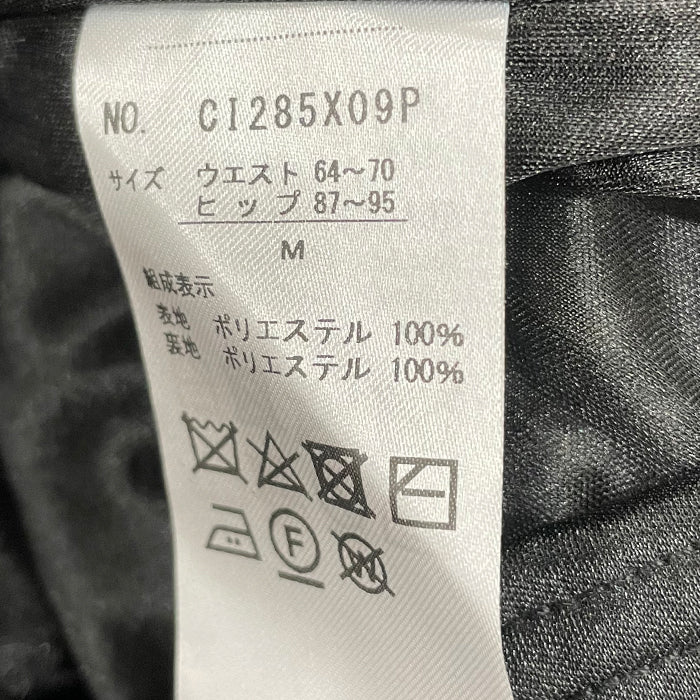 NO. CI285X09P
サイズ ウエスト 64～70
ヒップ 87～95
M
組成表示
表地 ポリエステル 100%
裏地 ポリエステル 100%
F
W